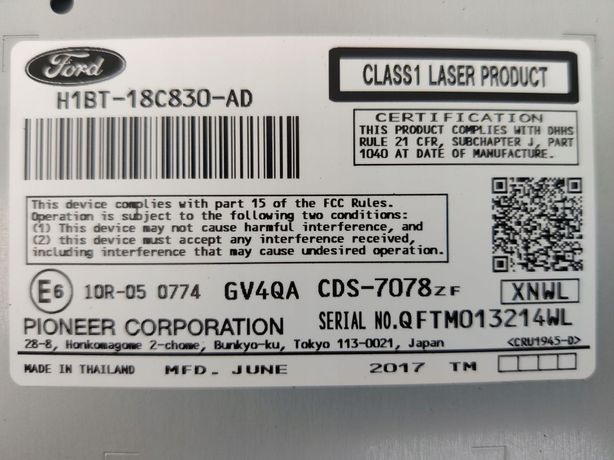 Ford
H1BT-18C830-AD
CLASS1 LASER PRODUCT
CERTIFICATION
THIS PRODUCT COMPLIES WITH DHHS
RULE 21 CFR, SUBCHAPTER J, PART
1040 AT DATE OF MANUFACTURE.
This device complies with part 15 of the FCC Rules.
Operation is subject to the following two conditions:
(1) This device may not cause harmful interference, and
(2) this device must accept any interference received,
including interference that may cause undesired operation.
E6 10R-05 0774 GV4QA CDS-7078ZF XNWL
PIONEER CORPORATION SERIAL NO.QFTM013214WL
28-8, Honkomagome 2-chome, Bunkyo-ku, Tokyo 113-0021, Japan <CRU1945-D>
MADE IN THAILAND MFD. JUNE 2017 TM